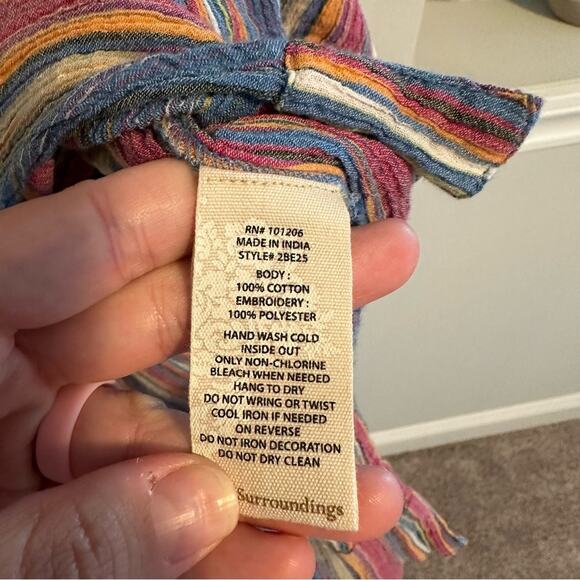 RN# 101206
MADE IN INDIA
STYLE# 2BE25
BODY :
100% COTTON
EMBROIDERY :
100% POLYESTER
HAND WASH COLD
INSIDE OUT
ONLY NON-CHLORINE
BLEACH WHEN NEEDED
HANG TO DRY
DO NOT WRING OR TWIST
COOL IRON IF NEEDED
ON REVERSE
DO NOT IRON DECORATION
DO NOT DRY CLEAN
Surroundings